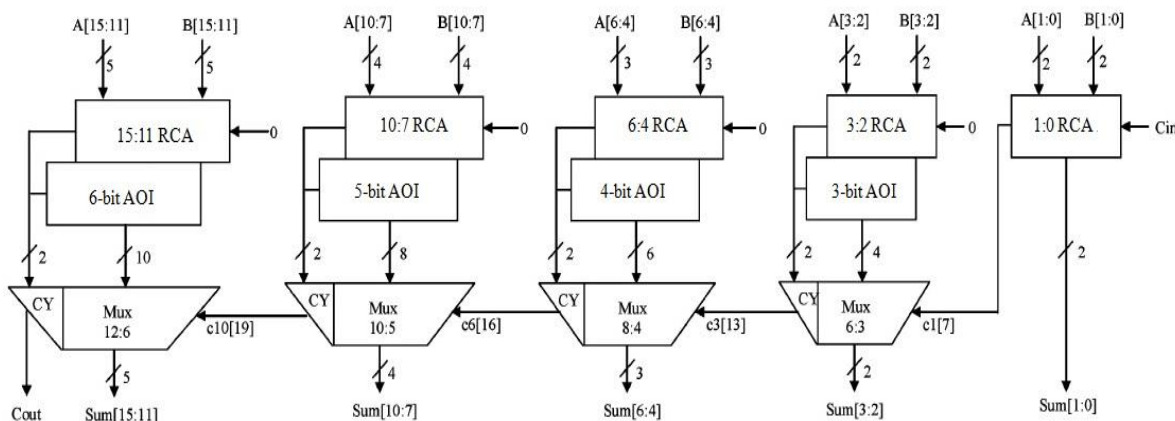 A[15:11] B[15:11] A[10:7] B[10:7] A[6:4] B[6:4] A[3:2] B[3:2] A[1:0] B[1:0]
5 5 4 4 3 3 2 2 2 2
15:11 RCA 0 10:7 RCA 0 6:4 RCA 0 3:2 RCA 0 1:0 RCA Cin
6-bit AOI 5-bit AOI 4-bit AOI 3-bit AOI
2 10 2 8 2 6 2 4 2
CY Mux CY Mux CY Mux CY Mux
12:6 c10[19] 10:5 c6[16] 8:4 c3[13] 6:3 c1[7]
5 4 3 2
Cout Sum[15:11] Sum[10:7] Sum[6:4] Sum[3:2] Sum[1:0]